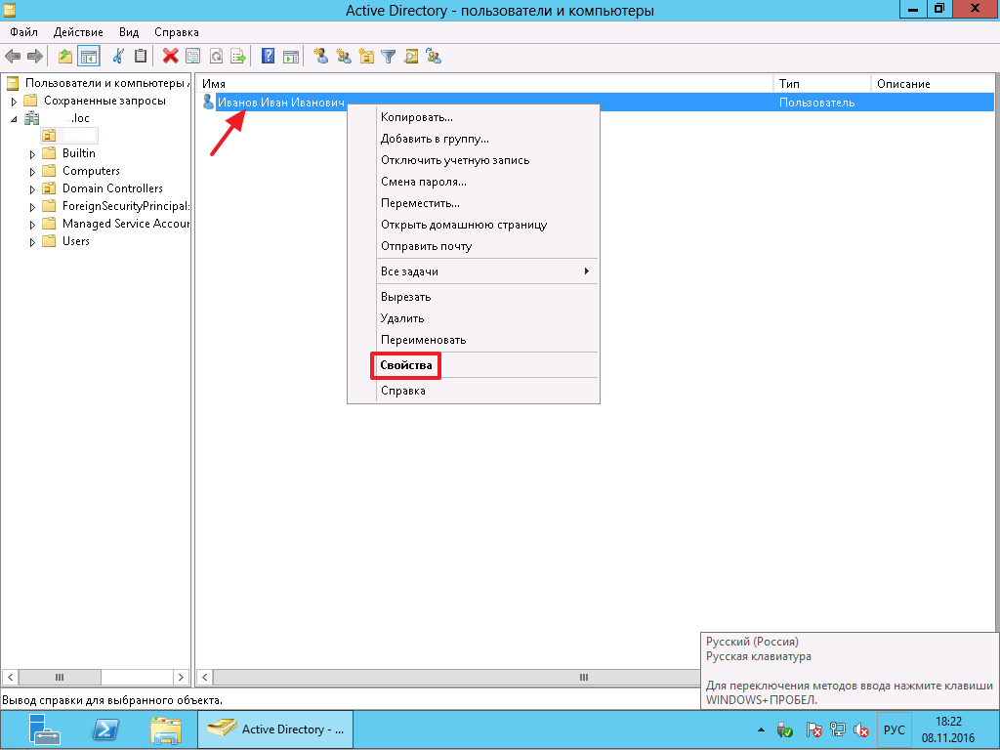 Active Directory - пользователи и компьютеры
Файл Действие Вид Справка
Пользователи и компьютеры
Сохраненные запросы
.loc
Builtin
Computers
Domain Controllers
ForeignSecurityPrincipal
Managed Service Accour
Users
Имя Тип Описание
Иванов Иван Иванович Пользователь
Копировать...
Добавить в группу...
Отключить учетную запись
Смена пароля...
Переместить...
Открыть домашнюю страницу
Отправить почту
Все задачи
Вырезать
Удалить
Переименовать
Свойства
Справка
Русский (Россия)
Русская клавиатура
Для переключения методов ввода нажмите клавиши
WINDOWS+ПРОБЕЛ.
Вывод справки для выбранного объекта.
Active Directory - ...
РУС
18:22
08.11.2016